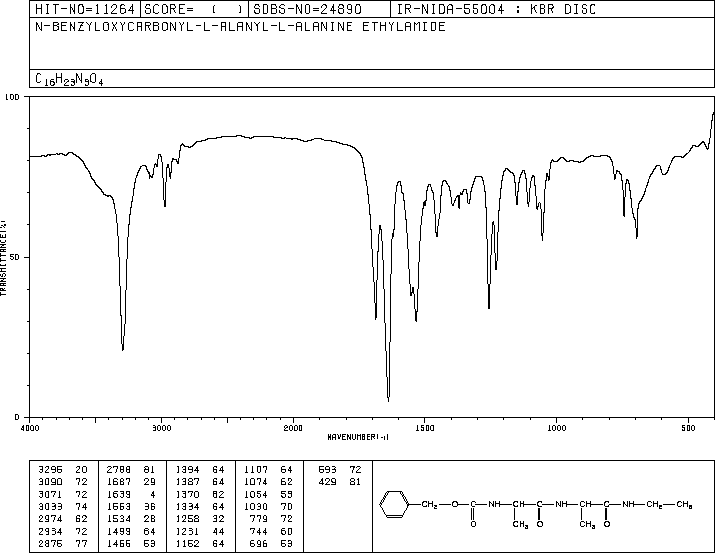 HIT-NO=11264 SCORE= ( ) SDBS-NO=24890 IR-NIDA-55004 : KBR DISC
N-BENZYLOXYCARBONYL-L-ALANYL-L-ALANINE ETHYLAMIDE
C16H23N3O4
100
50
0
TRANSMITTANCE(%)
4000 3000 2000 1500 1000 500
WAVENUMBER(-1)
3295 20 2788 81 1394 64 1107 64 593 72
3090 72 1687 29 1387 64 1074 62 429 81
3071 72 1639 4 1370 62 1054 53
3033 74 1553 36 1334 64 1030 70
2974 62 1534 28 1258 32 779 72
2934 72 1499 64 1231 44 744 60
2875 77 1455 53 1152 64 696 53
CH2 O C NH CH C NH CH C NH CH2 CH3
O CH3 O CH3 O